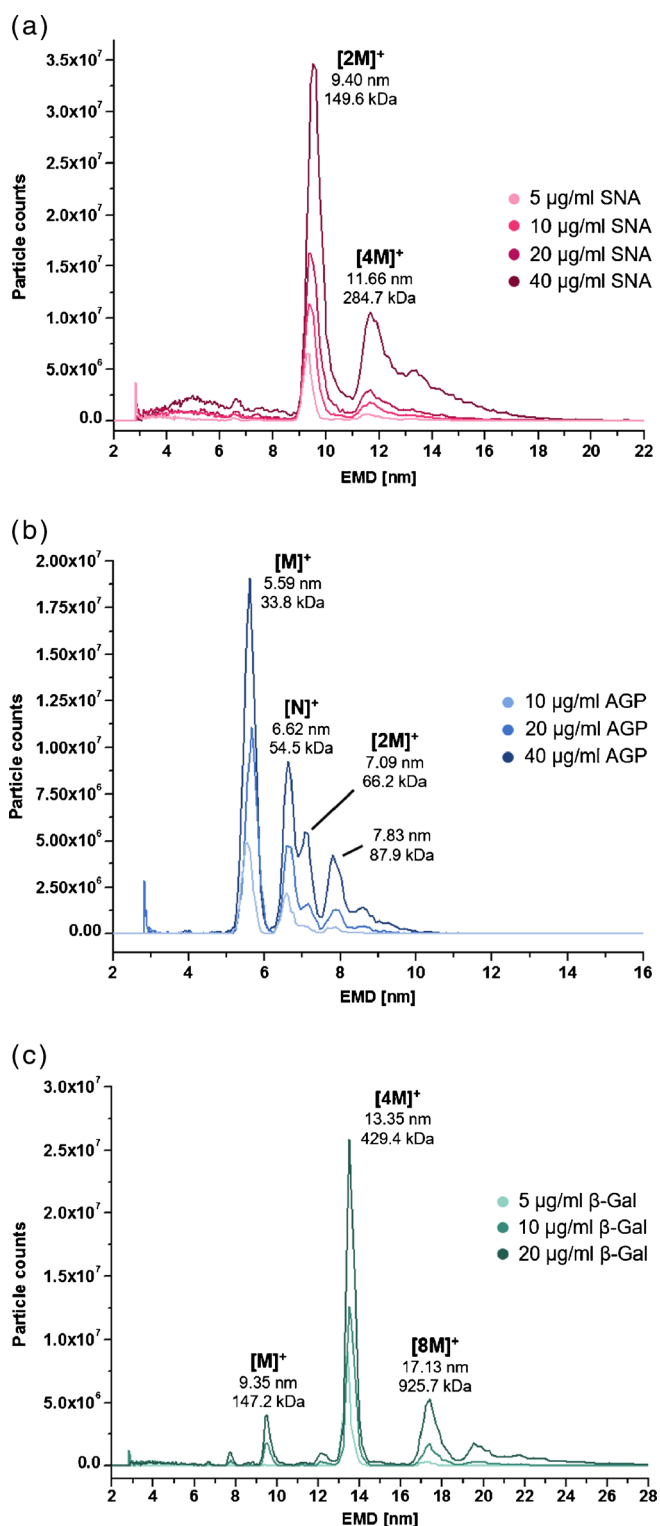 (a)
3.5x10⁷
3.0x10⁷
2.5x10⁷
2.0x10⁷
1.5x10⁷
1.0x10⁷
5.0x10⁶
0.0
Particle counts
[2M]⁺
9.40 nm
149.6 kDa
[4M]⁺
11.66 nm
284.7 kDa
5 µg/ml SNA
10 µg/ml SNA
20 µg/ml SNA
40 µg/ml SNA
2 4 6 8 10 12 14 16 18 20 22
EMD [nm]
(b)
2.00x10⁷
1.75x10⁷
1.50x10⁷
1.25x10⁷
1.00x10⁷
7.50x10⁶
5.00x10⁶
2.50x10⁶
0.00
Particle counts
[M]⁺
5.59 nm
33.8 kDa
[N]⁺
6.62 nm
54.5 kDa
[2M]⁺
7.09 nm
66.2 kDa
7.83 nm
87.9 kDa
10 µg/ml AGP
20 µg/ml AGP
40 µg/ml AGP
2 4 6 8 10 12 14 16
EMD [nm]
(c)
3.0x10⁷
2.5x10⁷
2.0x10⁷
1.5x10⁷
1.0x10⁷
5.0x10⁶
0.0
Particle counts
[4M]⁺
13.35 nm
429.4 kDa
[M]⁺
9.35 nm
147.2 kDa
[8M]⁺
17.13 nm
925.7 kDa
5 µg/ml β-Gal
10 µg/ml β-Gal
20 µg/ml β-Gal
2 4 6 8 10 12 14 16 18 20 22 24 26 28
EMD [nm]